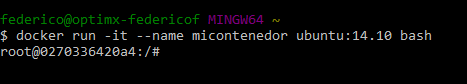 federico@optimx-federicof MINGW64 ~
$ docker run -it --name micontenedor ubuntu:14.10 bash
root@0270336420a4:/#